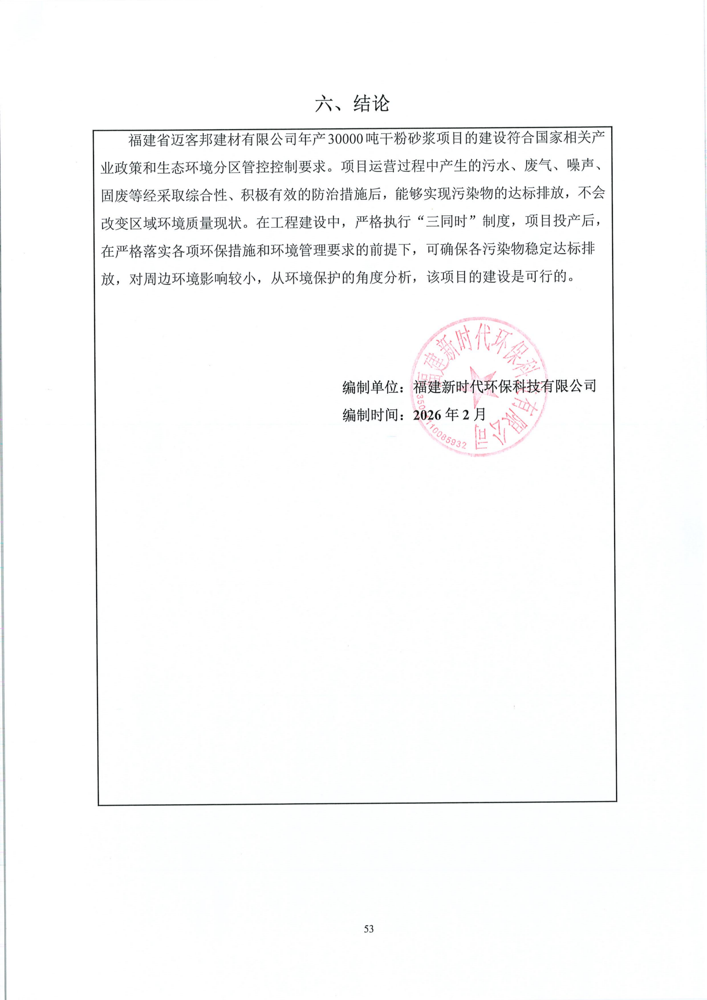 六、结论
福建省迈客邦建材有限公司年产30000吨干粉砂浆项目的建设符合国家相关产
业政策和生态环境分区管控控制要求。项目运营过程中产生的污水、废气、噪声、
固废等经采取综合性、积极有效的防治措施后，能够实现污染物的达标排放，不会
改变区域环境质量现状。在工程建设中，严格执行“三同时”制度，项目投产后，
在严格落实各项环保措施和环境管理要求的前提下，可确保各污染物稳定达标排
放，对周边环境影响较小，从环境保护的角度分析，该项目的建设是可行的。
福建新时代环保科技有限公司
编制单位：福建新时代环保科技有限公司
编制时间：2026 年 2 月
53